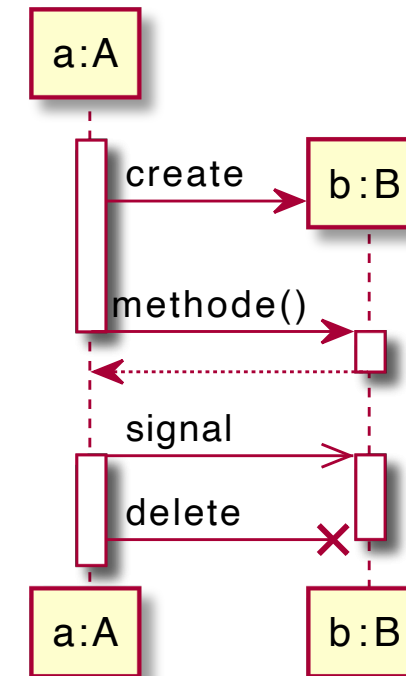 a:A
create
b:B
methode()
signal
delete
a:A
b:B